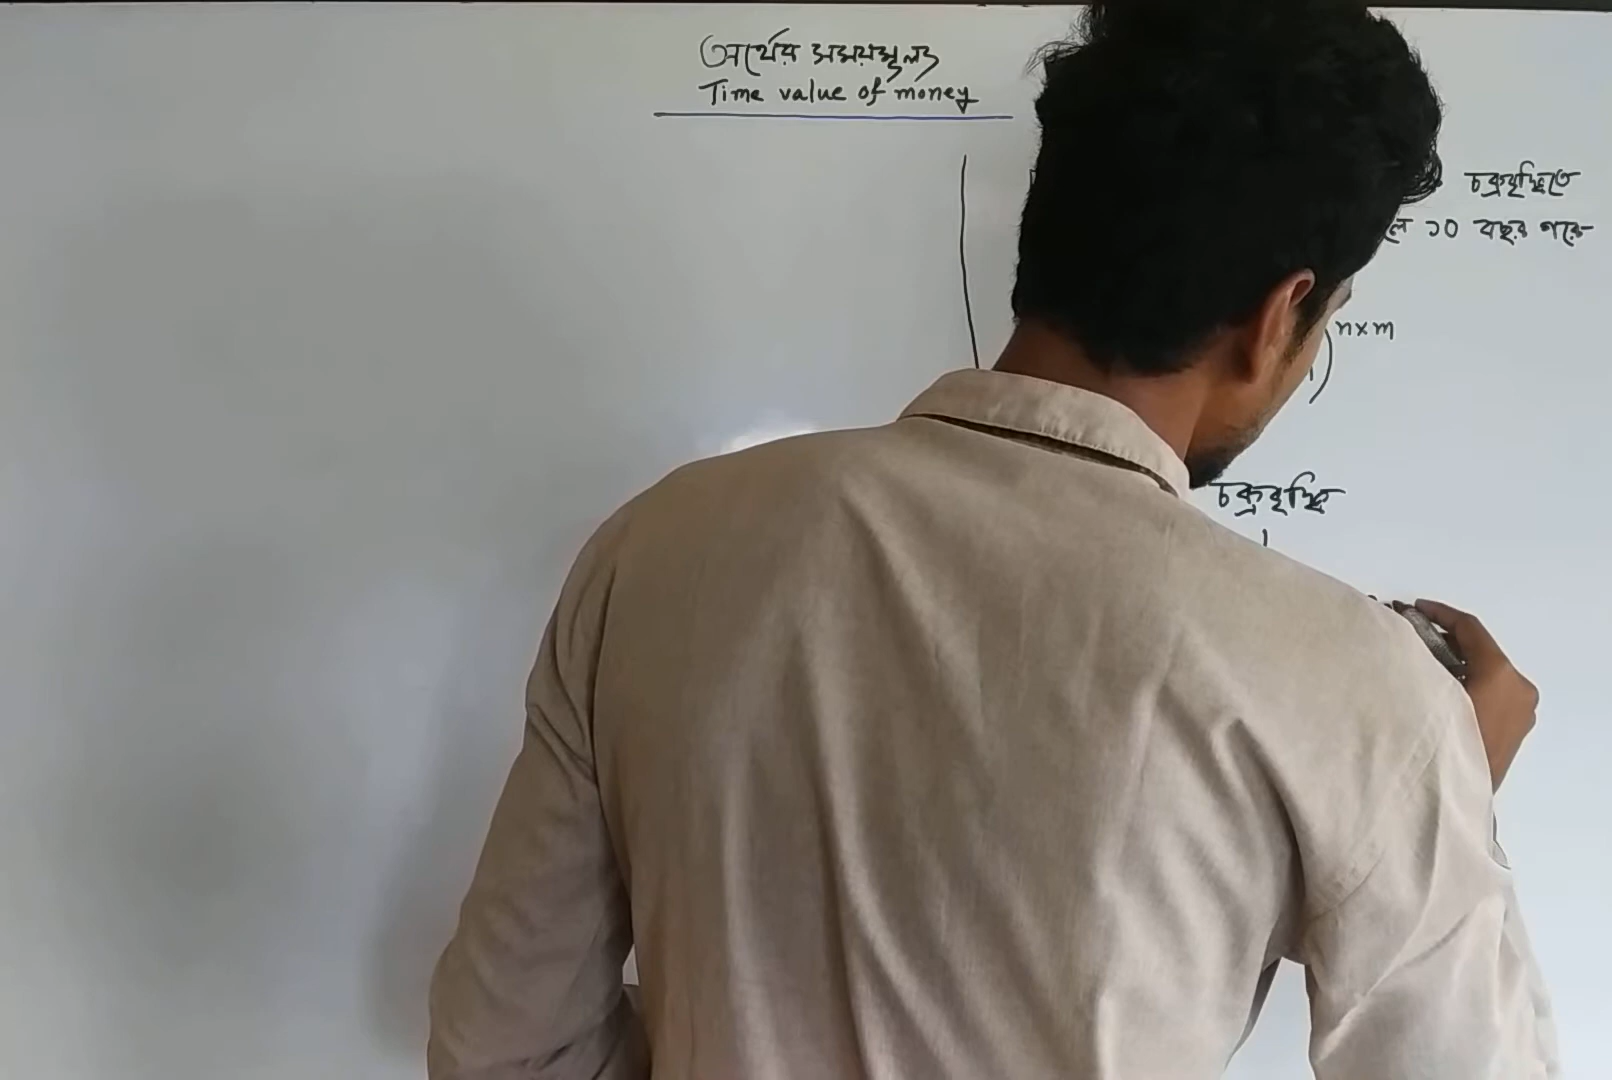 অর্থের সময়মূল্য
Time value of money
চক্রবৃদ্ধিতে
লে ১০ বছর পরে-
)
n×m
চক্রবৃদ্ধি